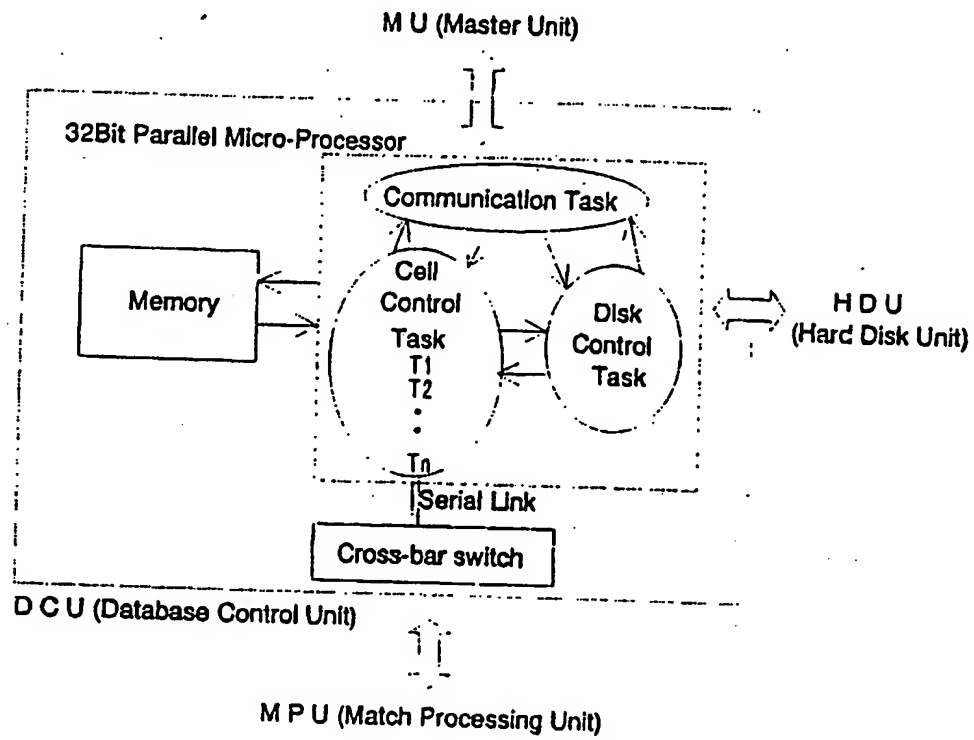 M U (Master Unit)
32Bit Parallel Micro-Processor
Communication Task
Memory
Cell
Control
Task
T1
T2
•
•
Tn
Disk
Control
Task
H D U
(Hard Disk Unit)
Serial Link
Cross-bar switch
D C U (Database Control Unit)
M P U (Match Processing Unit)